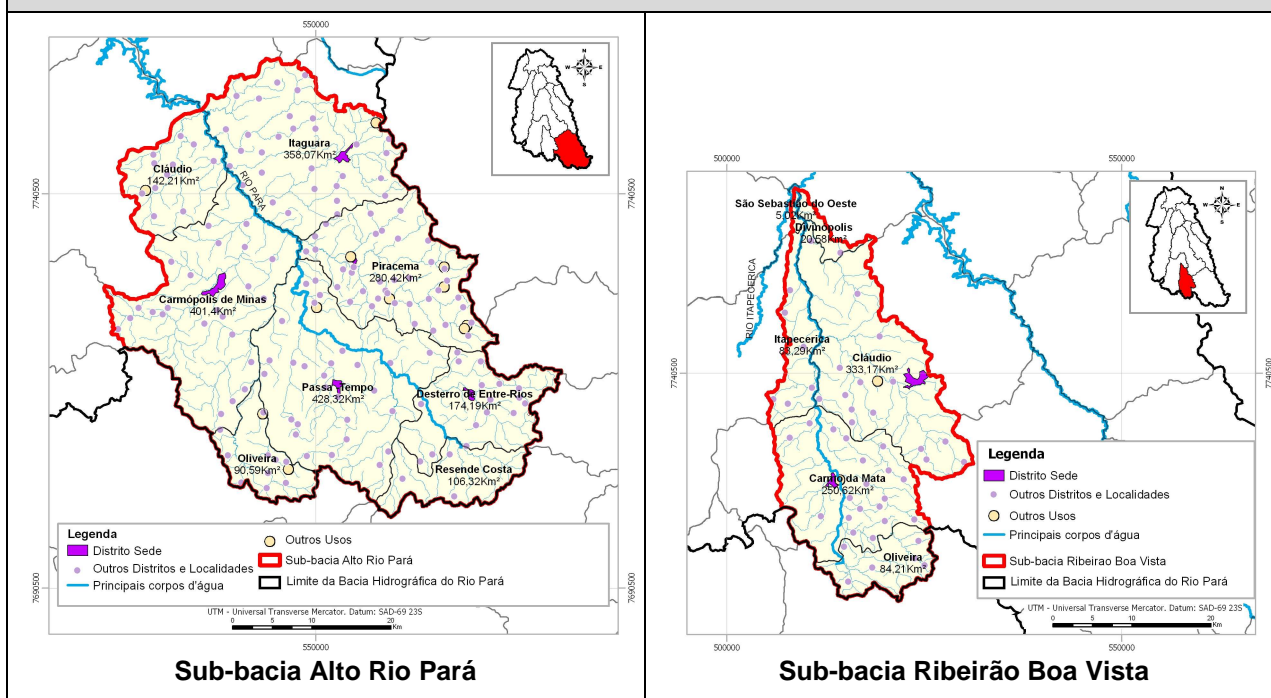 550000
N
W E
S
Itaguara
358,07Km²
Cláudio
142,21Km²
RIO PARÁ
7740500
7740500
Piracema
280,42Km²
Carmópolis de Minas
401.4Km²
Passa Tempo
428.32Km²
Desterro de Entre-Rios
174,19Km²
Oliveira
90,59Km²
Resende Costa
106.32Km²
Legenda
Distrito Sede
Outros Distritos e Localidades
Principais corpos d'água
Outros Usos
Sub-bacia Alto Rio Pará
Limite da Bacia Hidrográfica do Rio Pará
7690500
7690500
UTM - Universal Transverse Mercator. Datum: SAD-69 23S
0 5 10 20
Km
550000
Sub-bacia Alto Rio Pará
500000
550000
N
W E
S
São Sebastião do Oeste
5,02Km²
Divinópolis
20,58Km²
RIO ITAPECERICA
Itapecerica
83,29Km²
Cláudio
333,17Km²
7740500
7740500
Carmo da Mata
250,62Km²
Oliveira
84,21Km²
Legenda
Distrito Sede
Outros Distritos e Localidades
Outros Usos
Principais corpos d'água
Sub-bacia Ribeirao Boa Vista
Limite da Bacia Hidrográfica do Rio Pará
UTM - Universal Transverse Mercator. Datum: SAD-69 23S
0 5 10 20
Km
500000
550000
Sub-bacia Ribeirão Boa Vista